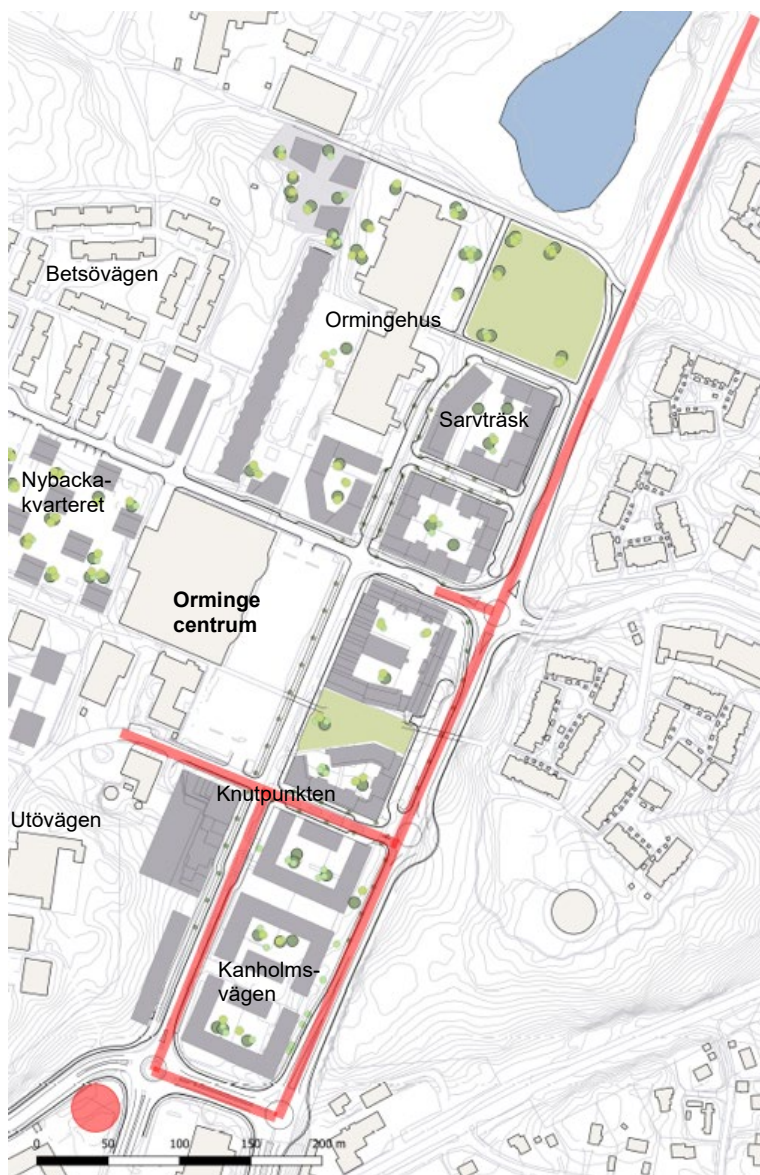 Betsövägen
Ormingehus
Sarvträsk
Nybacka-
kvarteret
Orminge
centrum
Knutpunkten
Utövägen
Kanholms-
vägen
0 50 100 150 200 m